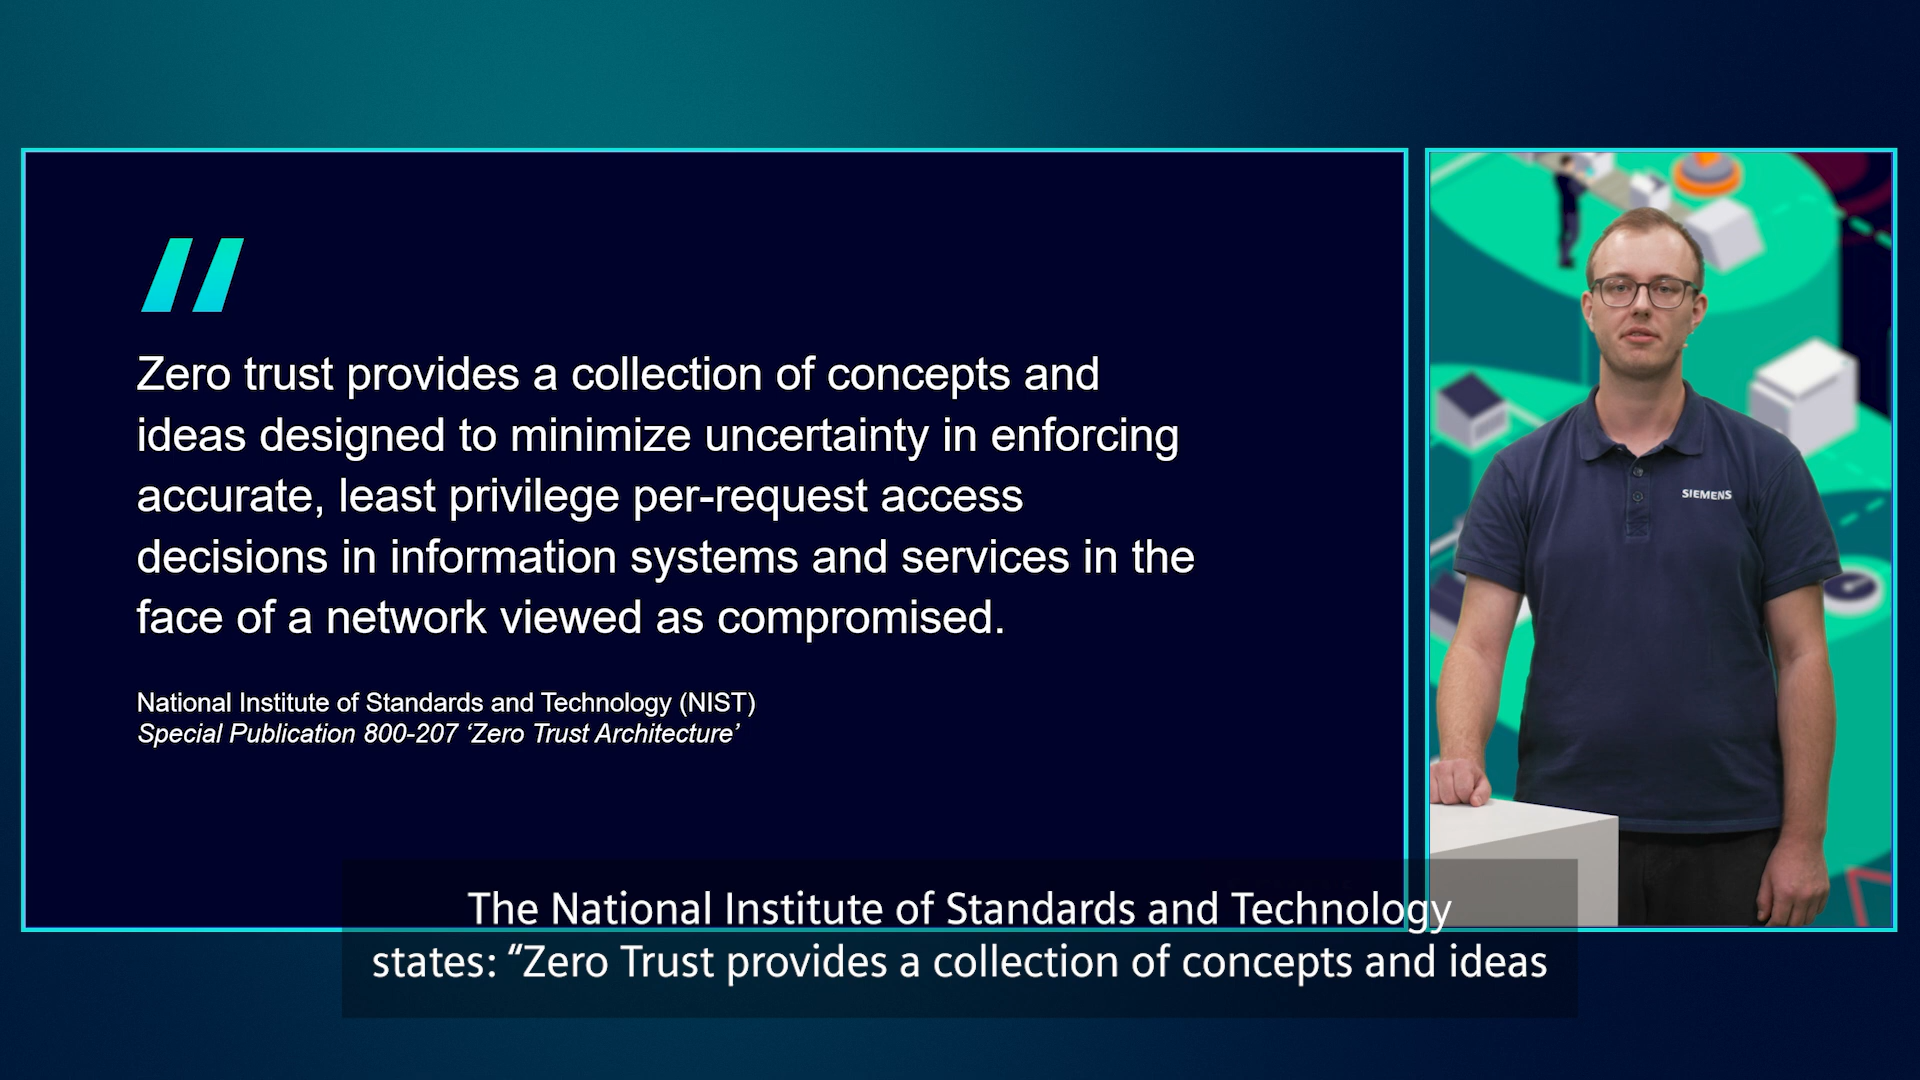 Zero trust provides a collection of concepts and
ideas designed to minimize uncertainty in enforcing
accurate, least privilege per-request access
decisions in information systems and services in the
face of a network viewed as compromised.
National Institute of Standards and Technology (NIST)
Special Publication 800-207 ‘Zero Trust Architecture’
SIEMENS
The National Institute of Standards and Technology
states: “Zero Trust provides a collection of concepts and ideas